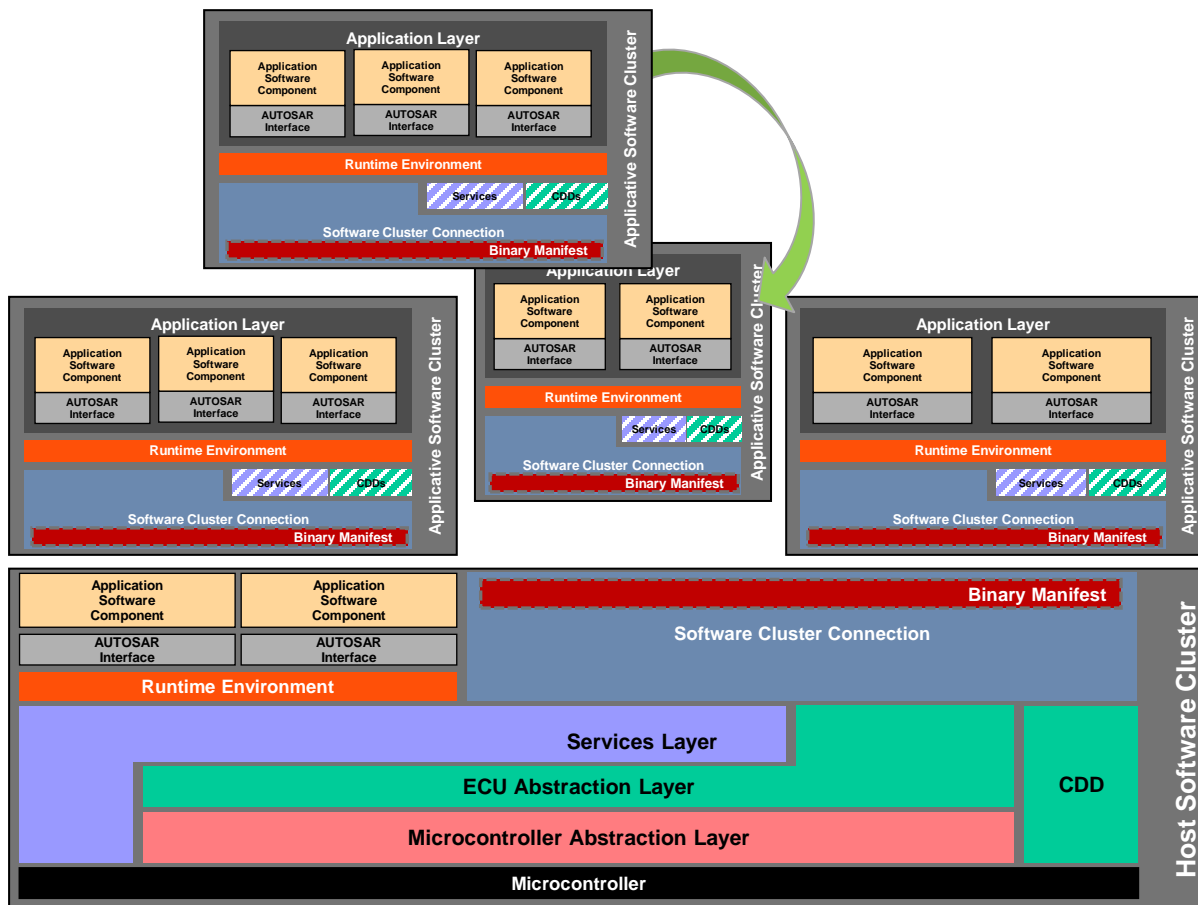 Application Layer
Application
Software
Component
Application
Software
Component
Application
Software
Component
AUTOSAR
Interface
AUTOSAR
Interface
AUTOSAR
Interface
Runtime Environment
Services
CDDs
Software Cluster Connection
Binary Manifest
Applicative Software Cluster
Application Layer
Application
Software
Component
Application
Software
Component
AUTOSAR
Interface
AUTOSAR
Interface
Runtime Environment
Services
CDDs
Software Cluster Connection
Binary Manifest
Applicative Software Cluster
Application Layer
Application
Software
Component
Application
Software
Component
Application
Software
Component
AUTOSAR
Interface
AUTOSAR
Interface
AUTOSAR
Interface
Runtime Environment
Services
CDDs
Software Cluster Connection
Binary Manifest
Applicative Software Cluster
Application Layer
Application
Software
Component
Application
Software
Component
AUTOSAR
Interface
AUTOSAR
Interface
Runtime Environment
Services
CDDs
Software Cluster Connection
Binary Manifest
Applicative Software Cluster
Application
Software
Component
Application
Software
Component
AUTOSAR
Interface
AUTOSAR
Interface
Runtime Environment
Binary Manifest
Software Cluster Connection
Services Layer
ECU Abstraction Layer
CDD
Microcontroller Abstraction Layer
Microcontroller
Host Software Cluster